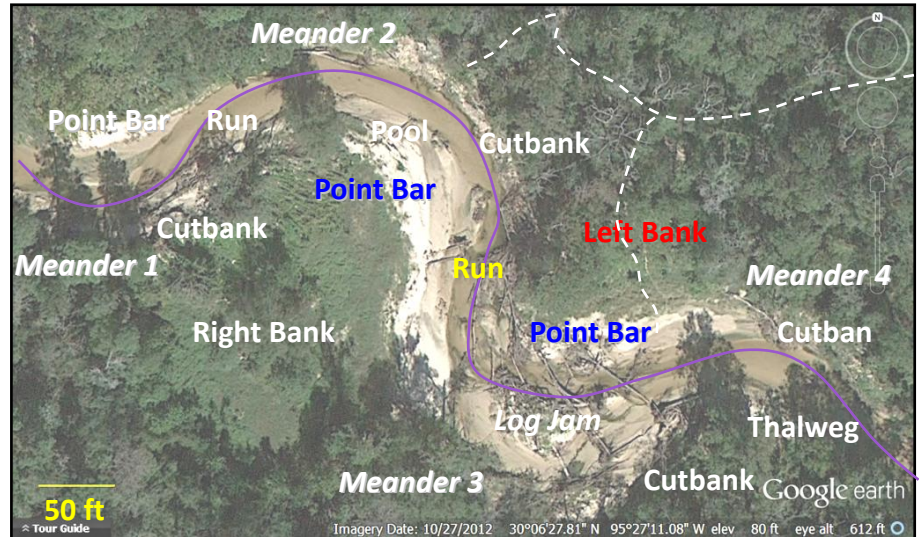 N
Meander 2
Point Bar
Run
Pool
Cutbank
Point Bar
Cutbank
Left Bank
Meander 1
Run
Meander 4
Right Bank
Point Bar
Cutban
Log Jam
Thalweg
Meander 3
Cutbank
Google earth
50 ft
Tour Guide
Imagery Date: 10/27/2012 30°06'27.81" N 95°27'11.08" W elev 80 ft eye alt 612 ft